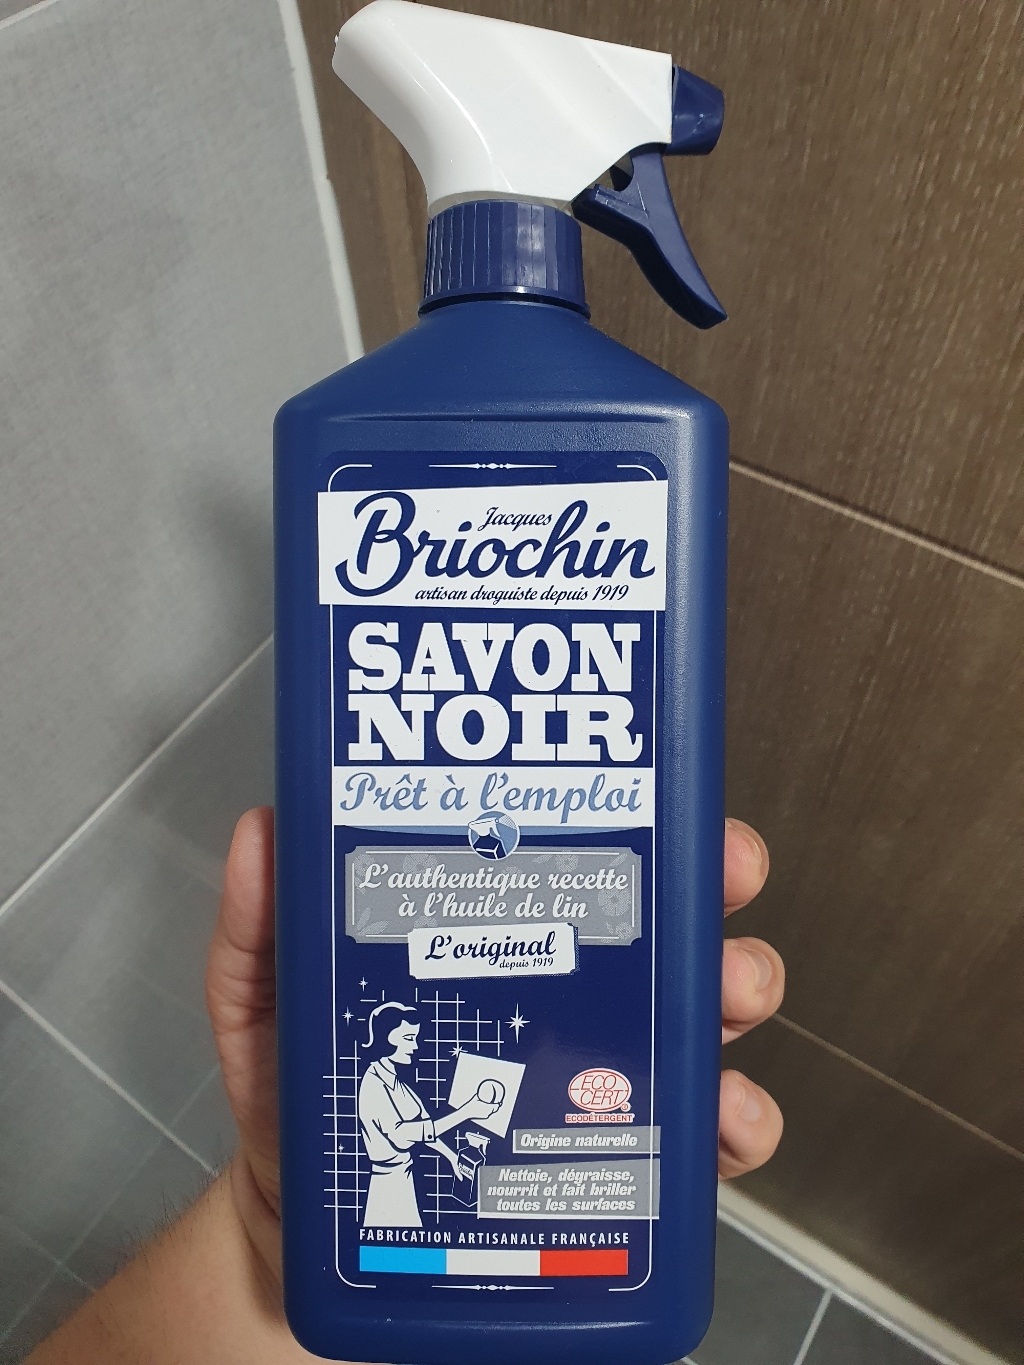 Jacques
Briochin
artisan droguiste depuis 1919
SAVON
NOIR
Prêt à l'emploi
L'authentique recette
à l'huile de lin
L'original
depuis 1919
ECO
CERT®
ECODÉTERGENT
Origine naturelle
Nettoie, dégraisse,
nourrit et fait briller
toutes les surfaces
FABRICATION ARTISANALE FRANÇAISE